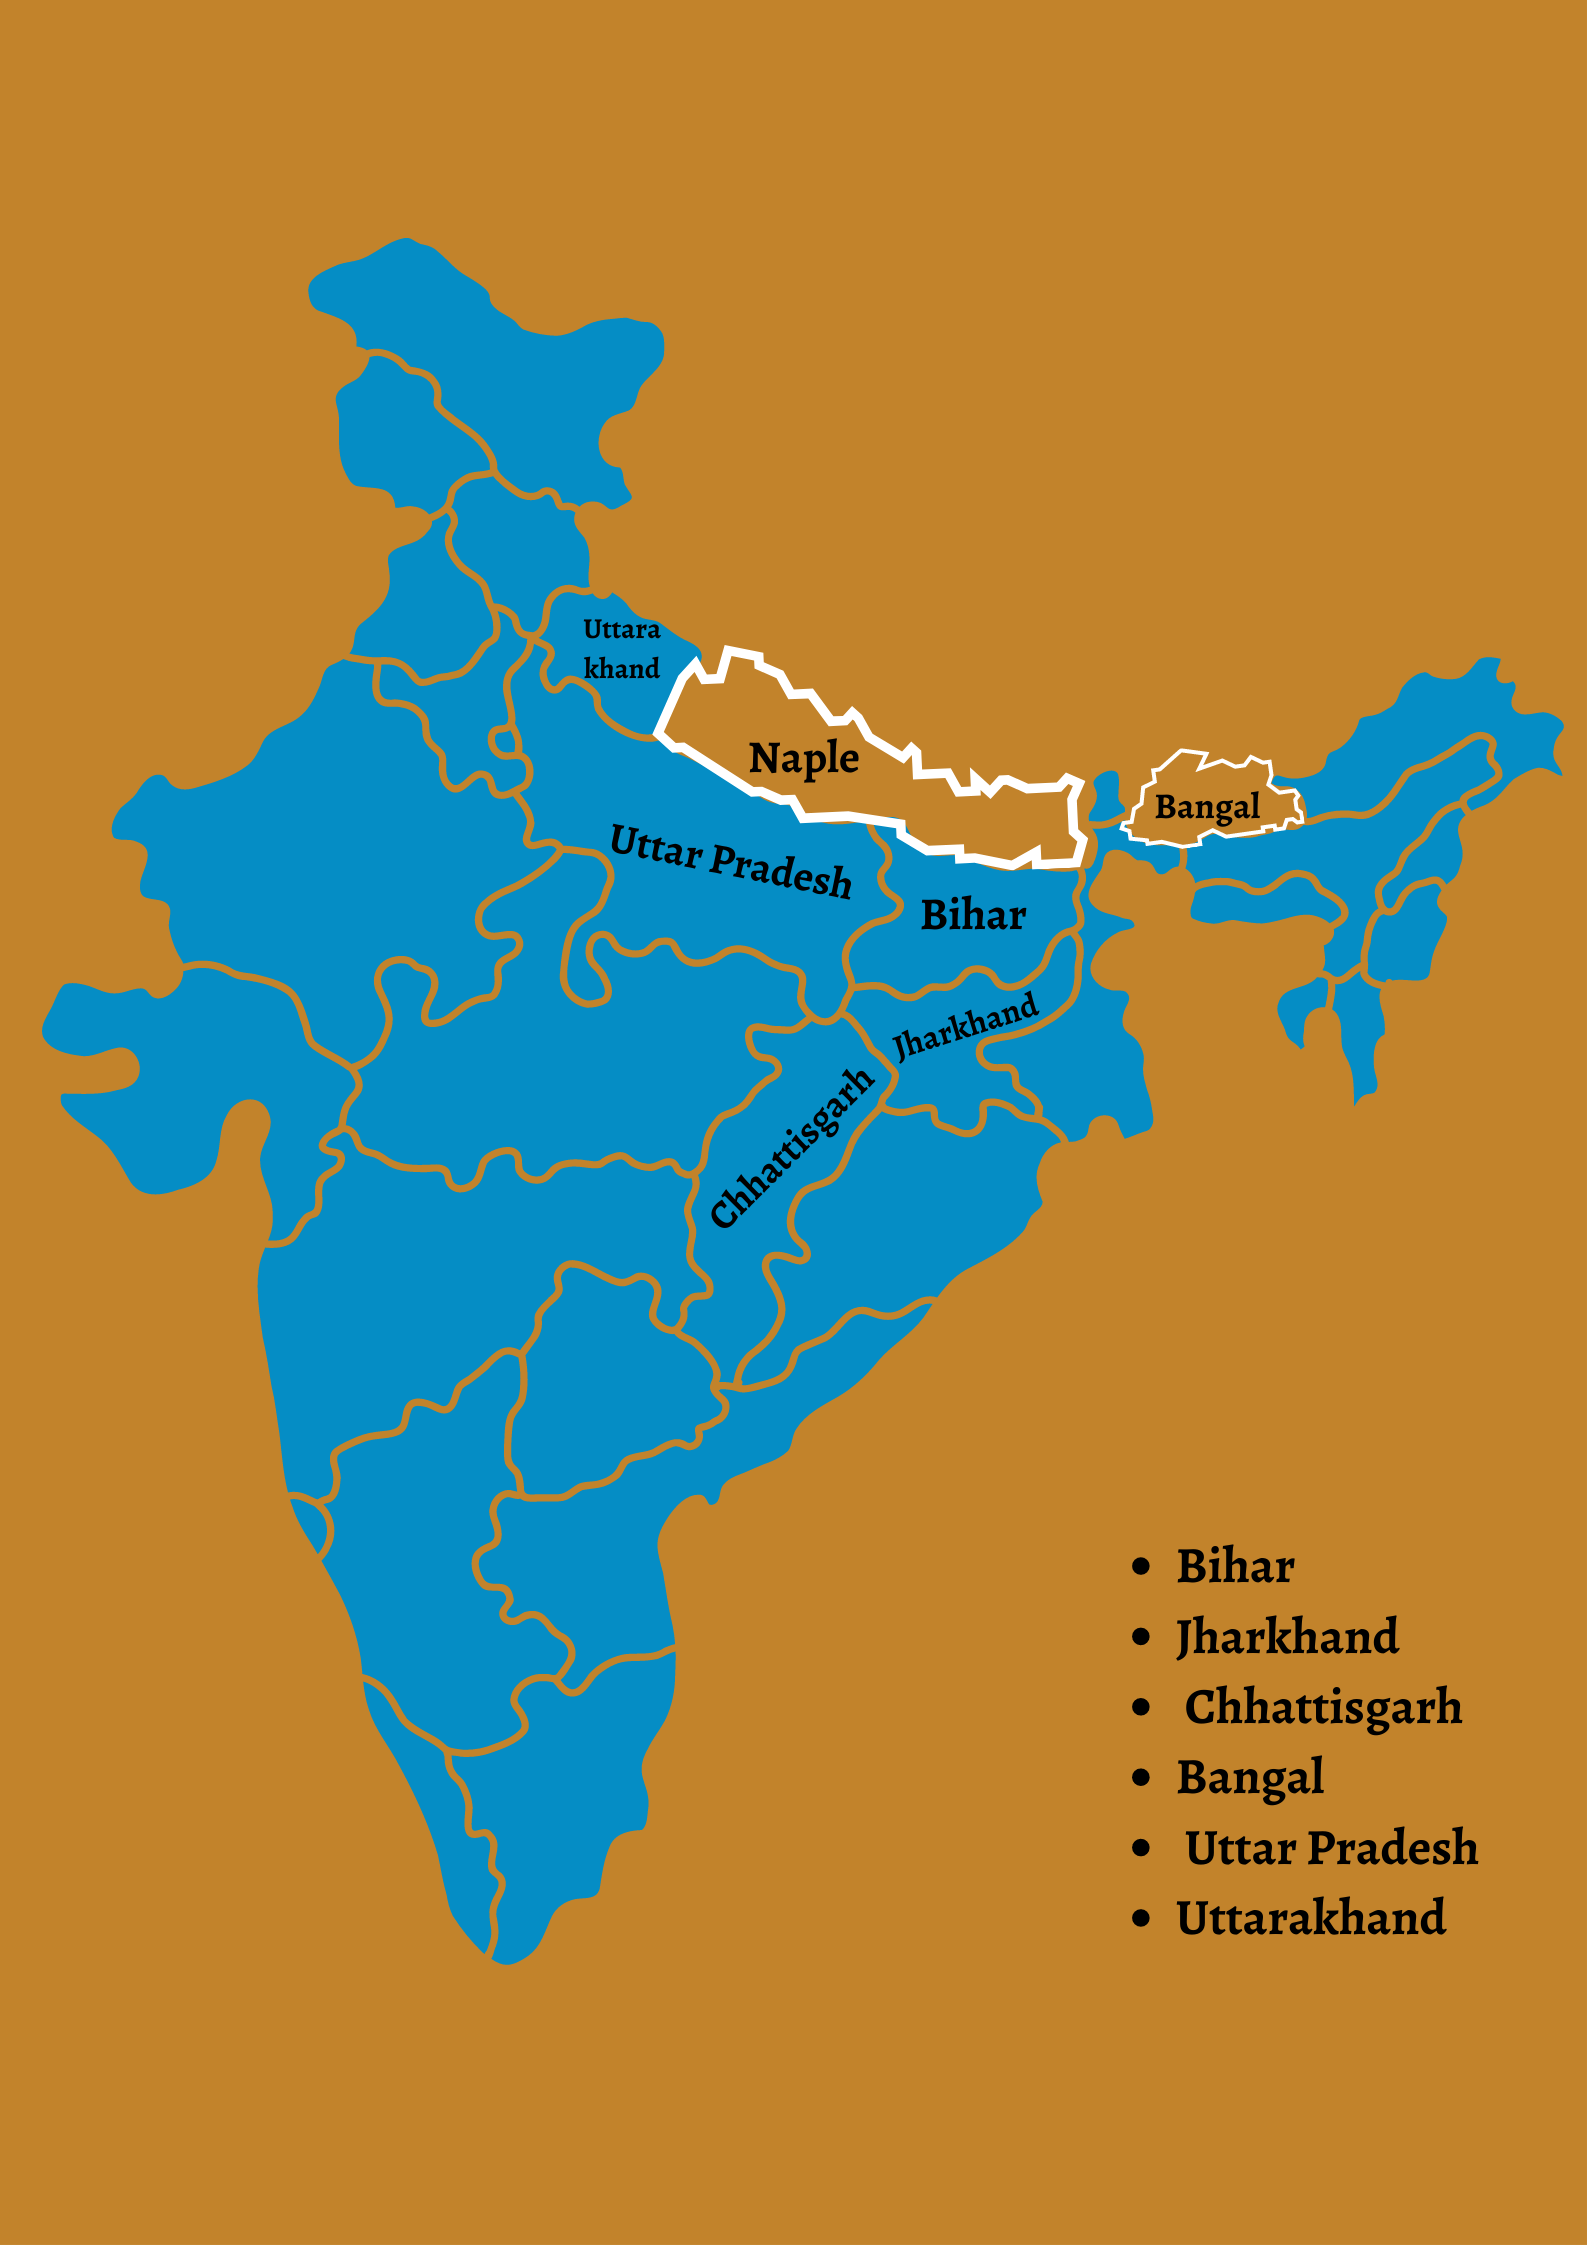 Uttara
khand
Naple
Bangal
Uttar Pradesh
Bihar
Jharkhand
Chhattisgarh
• Bihar
• Jharkhand
• Chhattisgarh
• Bangal
• Uttar Pradesh
• Uttarakhand